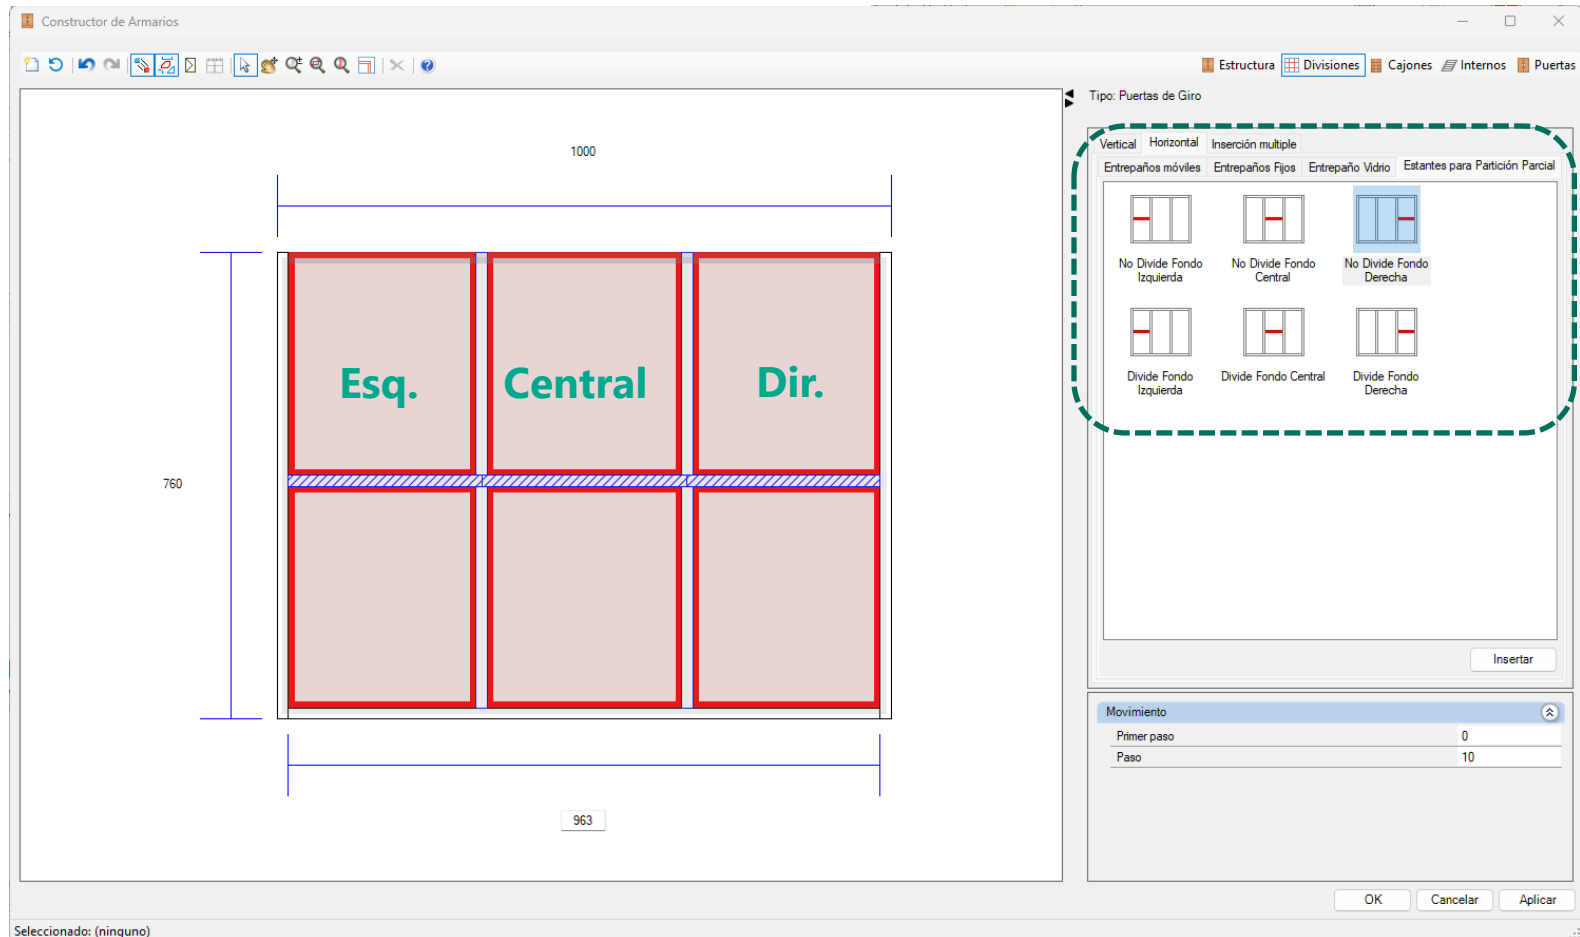 Constructor de Armarios
Estructura Divisiones Cajones Internos Puertas
Tipo: Puertas de Giro
Vertical Horizontal Inserción multiple
Entrepaños móviles Entrepaños Fijos Entrepaño Vidrio Estantes para Partición Parcial
No Divide Fondo
Izquierda
No Divide Fondo
Central
No Divide Fondo
Derecha
Divide Fondo
Izquierda
Divide Fondo Central
Divide Fondo
Derecha
Insertar
1000
Esq.
Central
Dir.
760
963
Movimiento
Primer paso 0
Paso 10
OK Cancelar Aplicar
Seleccionado: (ninguno)